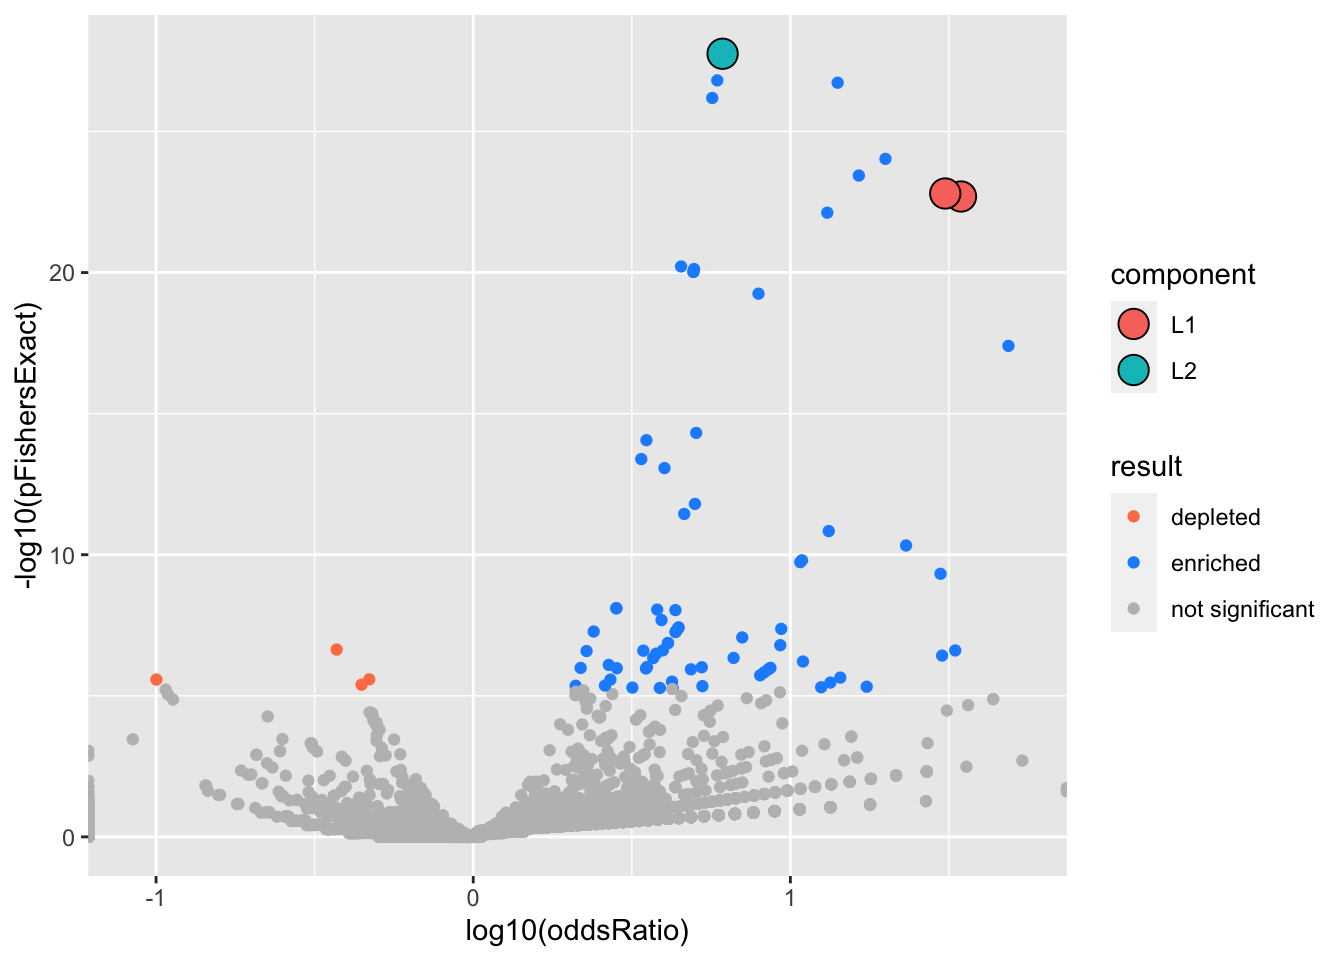 -log10(pFishersExact)
20
10
0
-1
0
1
log10(oddsRatio)
component
L1
L2
result
depleted
enriched
not significant